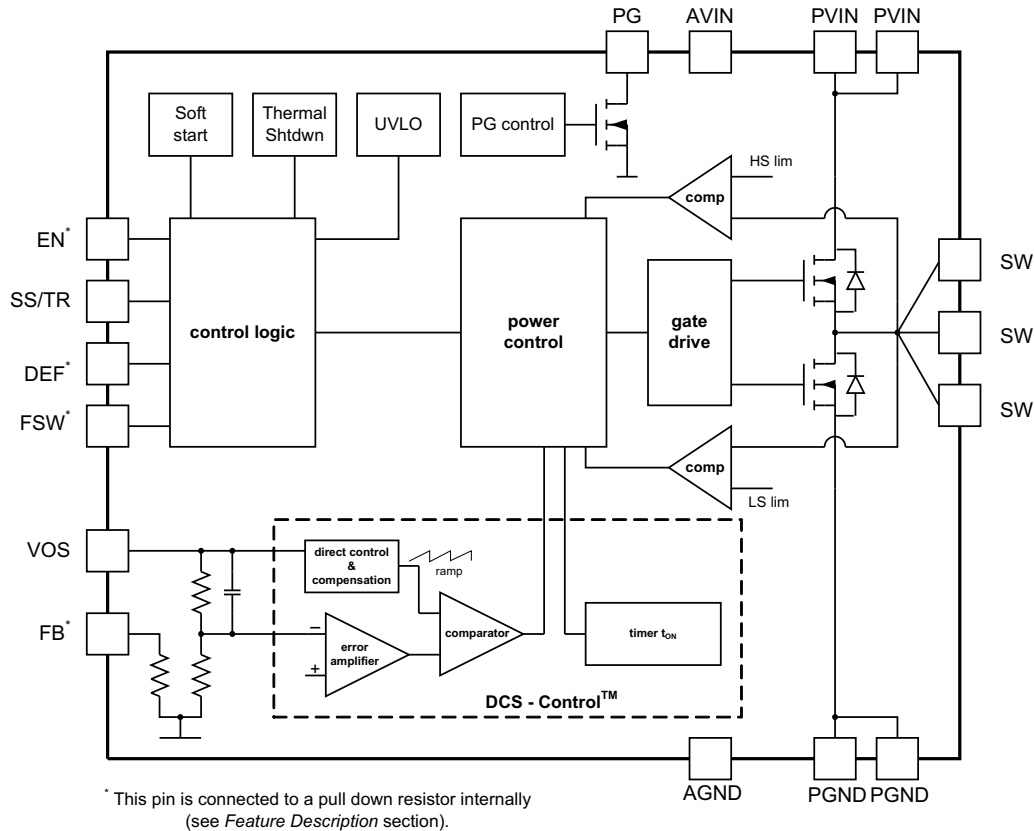 PG AVIN PVIN PVIN
Soft
start
Thermal
Shtdwn
UVLO
PG control
HS lim
comp
EN*
SS/TR
DEF*
FSW*
control logic
power
control
gate
drive
SW
SW
SW
comp
LS lim
VOS
FB*
direct control
&
compensation
ramp
comparator
–
error
amplifier
+
timer tON
DCS - Control™
AGND PGND PGND
* This pin is connected to a pull down resistor internally
(see Feature Description section).